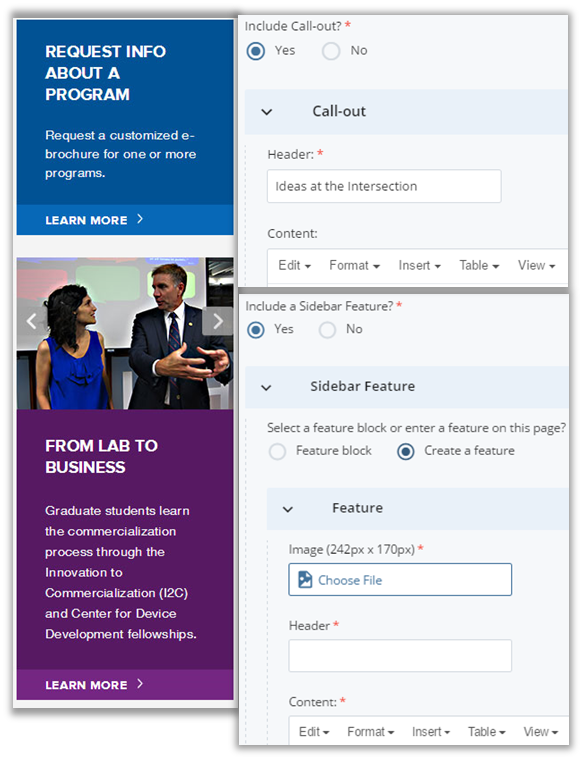 REQUEST INFO
ABOUT A
PROGRAM
Request a customized e-
brochure for one or more
programs.
LEARN MORE
FROM LAB TO
BUSINESS
Graduate students learn
the commercialization
process through the
Innovation to
Commercialization (I2C)
and Center for Device
Development fellowships.
LEARN MORE
Include Call-out? *
Yes No
Call-out
Header: *
Ideas at the Intersection
Content:
Edit Format Insert Table View
Include a Sidebar Feature? *
Yes No
Sidebar Feature
Select a feature block or enter a feature on this page?
Feature block Create a feature
Feature
Image (242px x 170px) *
Choose File
Header *
Content: *
Edit Format Insert Table View